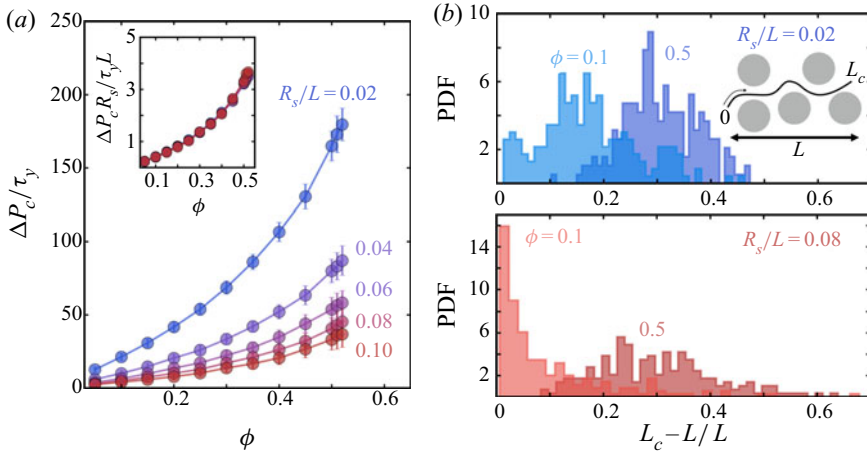 (a)
250
200
150
100
50
0
ΔP_c/τ_y
ΔP_c R_s/τ_y L
5
3
1
0.1 0.3 0.5
ϕ
R_s/L = 0.02
0.04
0.06
0.08
0.10
0.2 0.4 0.6
ϕ
(b)
10
6
2
PDF
ϕ = 0.1
0.5
R_s/L = 0.02
L_c
0
L
0 0.2 0.4 0.6
14
10
6
2
PDF
ϕ = 0.1
0.5
R_s/L = 0.08
0 0.2 0.4 0.6
L_c – L/L